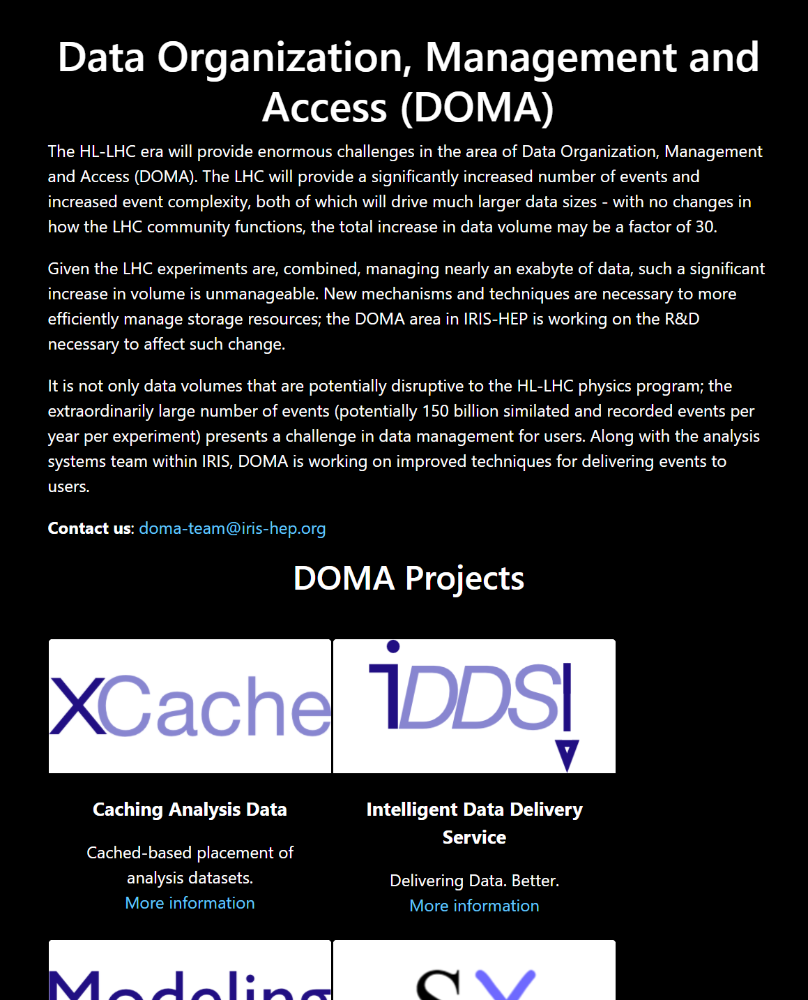 Data Organization, Management and
Access (DOMA)
The HL-LHC era will provide enormous challenges in the area of Data Organization, Management
and Access (DOMA). The LHC will provide a significantly increased number of events and
increased event complexity, both of which will drive much larger data sizes - with no changes in
how the LHC community functions, the total increase in data volume may be a factor of 30.
Given the LHC experiments are, combined, managing nearly an exabyte of data, such a significant
increase in volume is unmanageable. New mechanisms and techniques are necessary to more
efficiently manage storage resources; the DOMA area in IRIS-HEP is working on the R&D
necessary to affect such change.
It is not only data volumes that are potentially disruptive to the HL-LHC physics program; the
extraordinarily large number of events (potentially 150 billion similated and recorded events per
year per experiment) presents a challenge in data management for users. Along with the analysis
systems team within IRIS, DOMA is working on improved techniques for delivering events to
users.
Contact us: doma-team@iris-hep.org
DOMA Projects
XCache
iDDS
Caching Analysis Data
Cached-based placement of
analysis datasets.
More information
Intelligent Data Delivery
Service
Delivering Data. Better.
More information
Modeling
SX